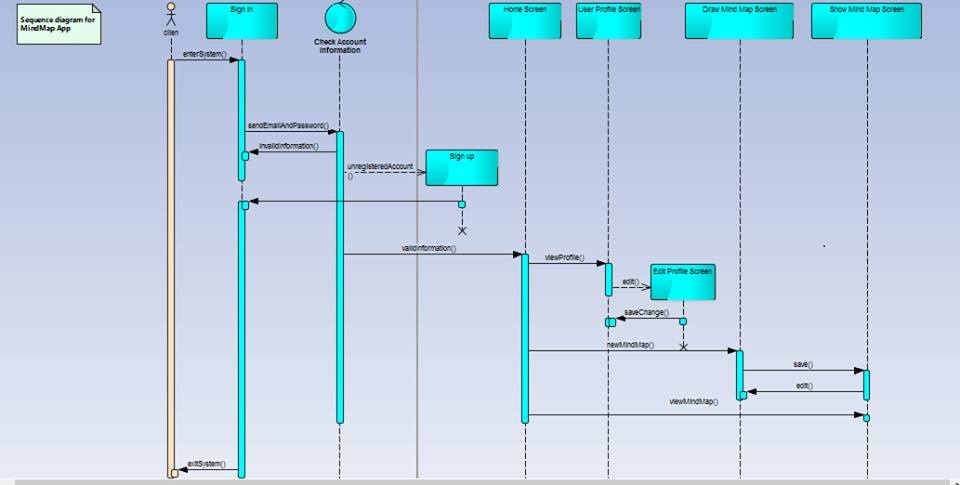 Sequence diagram for
MindMap App
clien
Sign In
Check Account
Information
Home Screen
User Profile Screen
Draw Mind Map Screen
Show Mind Map Screen
enterSystem()
sendEmailAndPassword()
invalidInformation()
unregisteredAccount
()
Sign up
validInformation()
viewProfile()
edit()
Edit Profile Screen
saveChange()
newMindMap()
save()
edit()
viewMindMap()
exitSystem()